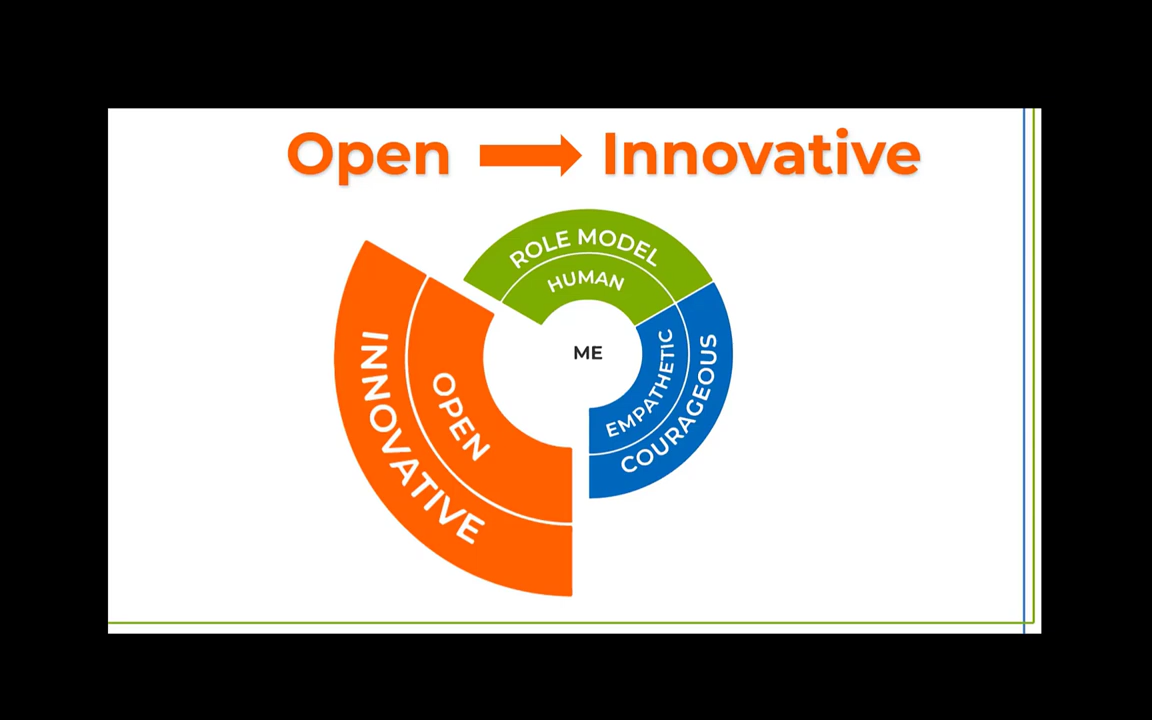 Open Innovative
ROLE MODEL
HUMAN
ME
EMPATHETIC
COURAGEOUS
OPEN
INNOVATIVE